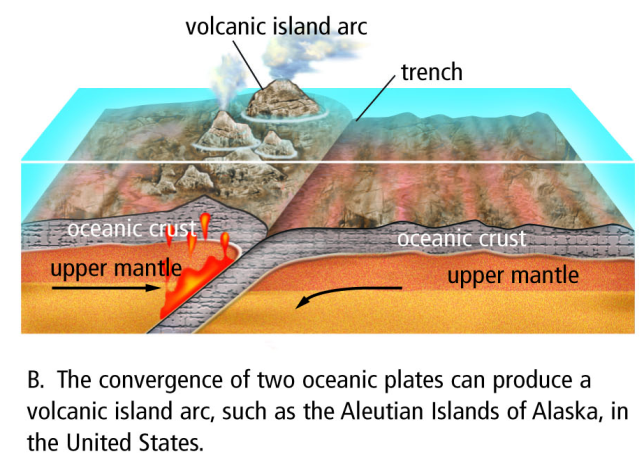 volcanic island arc
trench
oceanic crust
oceanic crust
upper mantle
upper mantle
B. The convergence of two oceanic plates can produce a
volcanic island arc, such as the Aleutian Islands of Alaska, in
the United States.